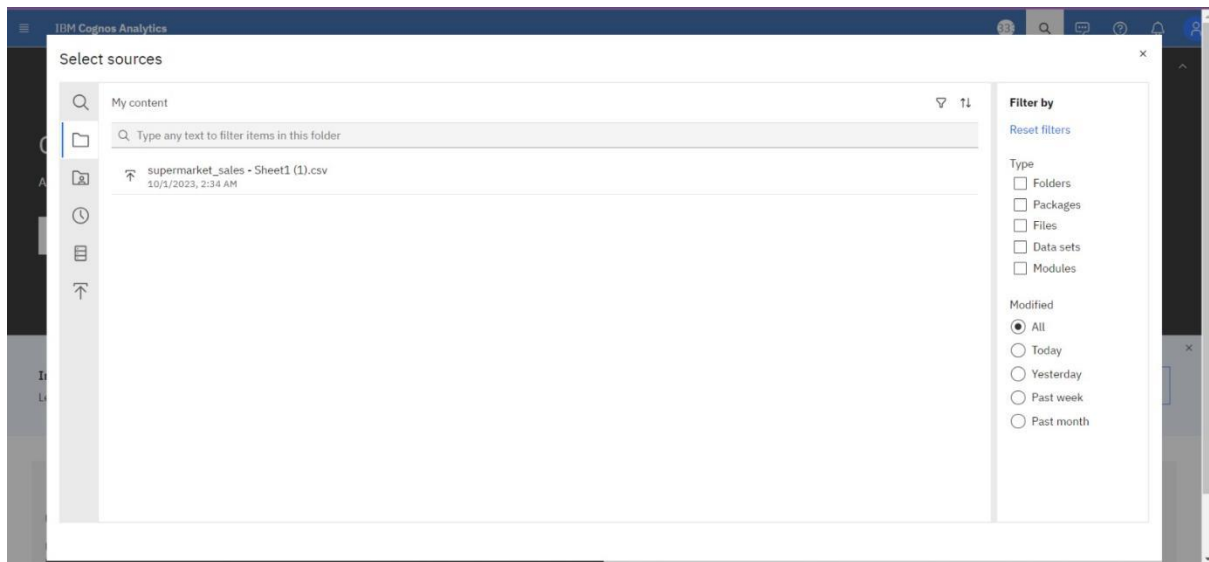 IBM Cognos Analytics
Select sources
My content
Type any text to filter items in this folder
supermarket_sales - Sheet1 (1).csv
10/1/2023, 2:34 AM
Filter by
Reset filters
Type
Folders
Packages
Files
Data sets
Modules
Modified
All
Today
Yesterday
Past week
Past month